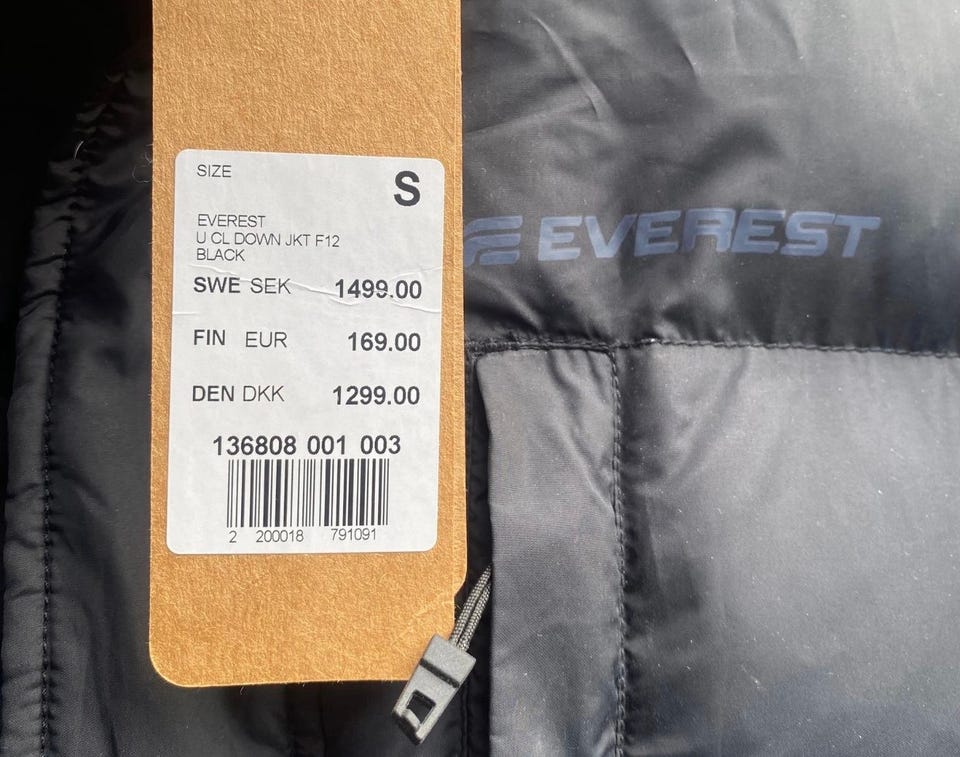 SIZE
S
EVEREST
U CL DOWN JKT F12
BLACK
SWE SEK 1499.00
FIN EUR 169.00
DEN DKK 1299.00
136808 001 003
2 200018 791091
EVEREST